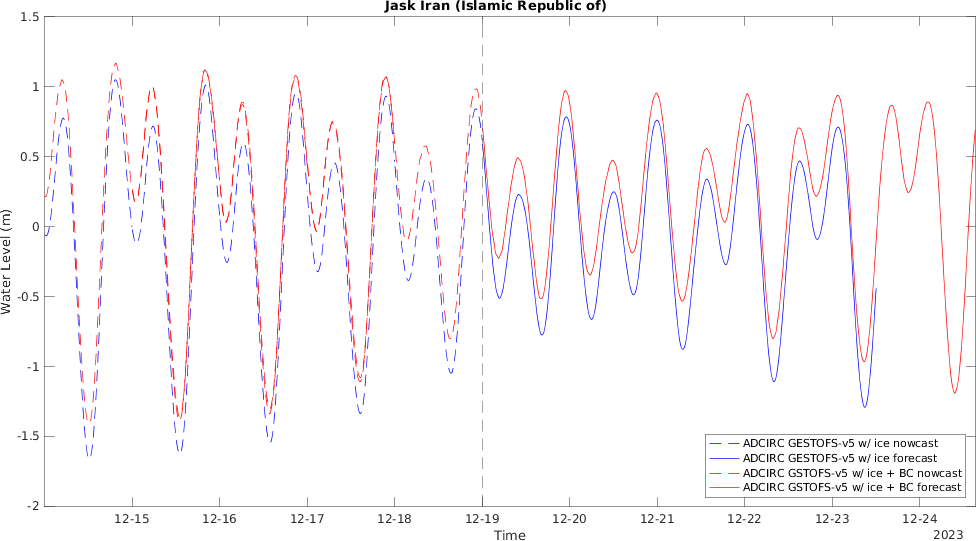 Jask Iran (Islamic Republic of)
1.5
1
0.5
0
-0.5
-1
-1.5
-2
Water Level (m)
12-15
12-16
12-17
12-18
12-19
12-20
12-21
12-22
12-23
12-24
Time
2023
ADCIRC GESTOFS-v5 w/ ice nowcast
ADCIRC GESTOFS-v5 w/ ice forecast
ADCIRC GSTOFS-v5 w/ ice + BC nowcast
ADCIRC GSTOFS-v5 w/ ice + BC forecast